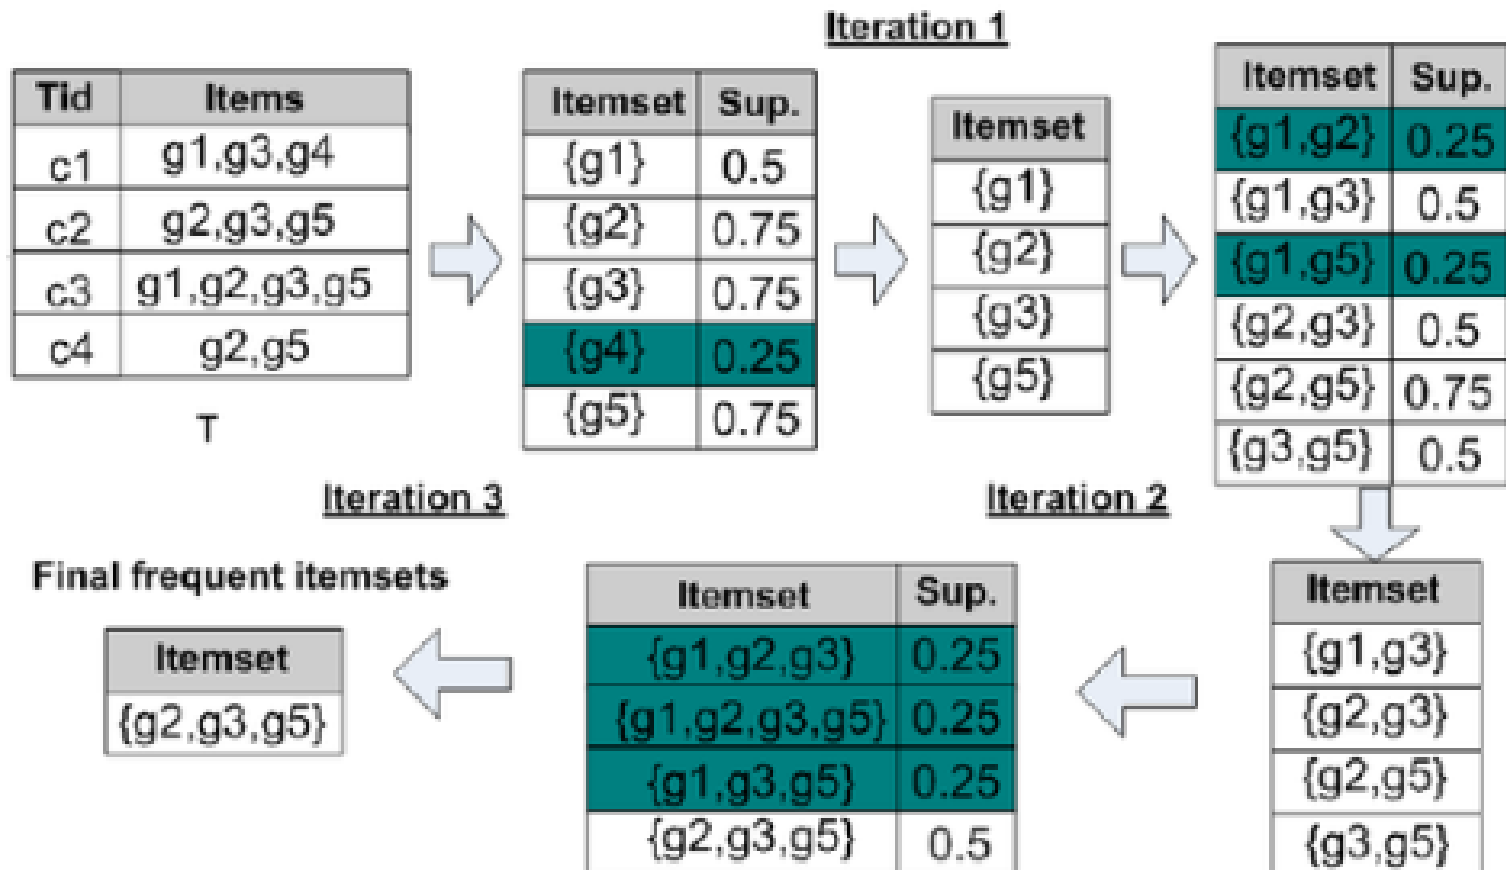 Iteration 1
Tid Items
c1 g1,g3,g4
c2 g2,g3,g5
c3 g1,g2,g3,g5
c4 g2,g5
T
Itemset Sup.
{g1} 0.5
{g2} 0.75
{g3} 0.75
{g4} 0.25
{g5} 0.75
Itemset
{g1}
{g2}
{g3}
{g5}
Itemset Sup.
{g1,g2} 0.25
{g1,g3} 0.5
{g1,g5} 0.25
{g2,g3} 0.5
{g2,g5} 0.75
{g3,g5} 0.5
Iteration 2
Itemset
{g1,g3}
{g2,g3}
{g2,g5}
{g3,g5}
Itemset Sup.
{g1,g2,g3} 0.25
{g1,g2,g3,g5} 0.25
{g1,g3,g5} 0.25
{g2,g3,g5} 0.5
Iteration 3
Final frequent itemsets
Itemset
{g2,g3,g5}